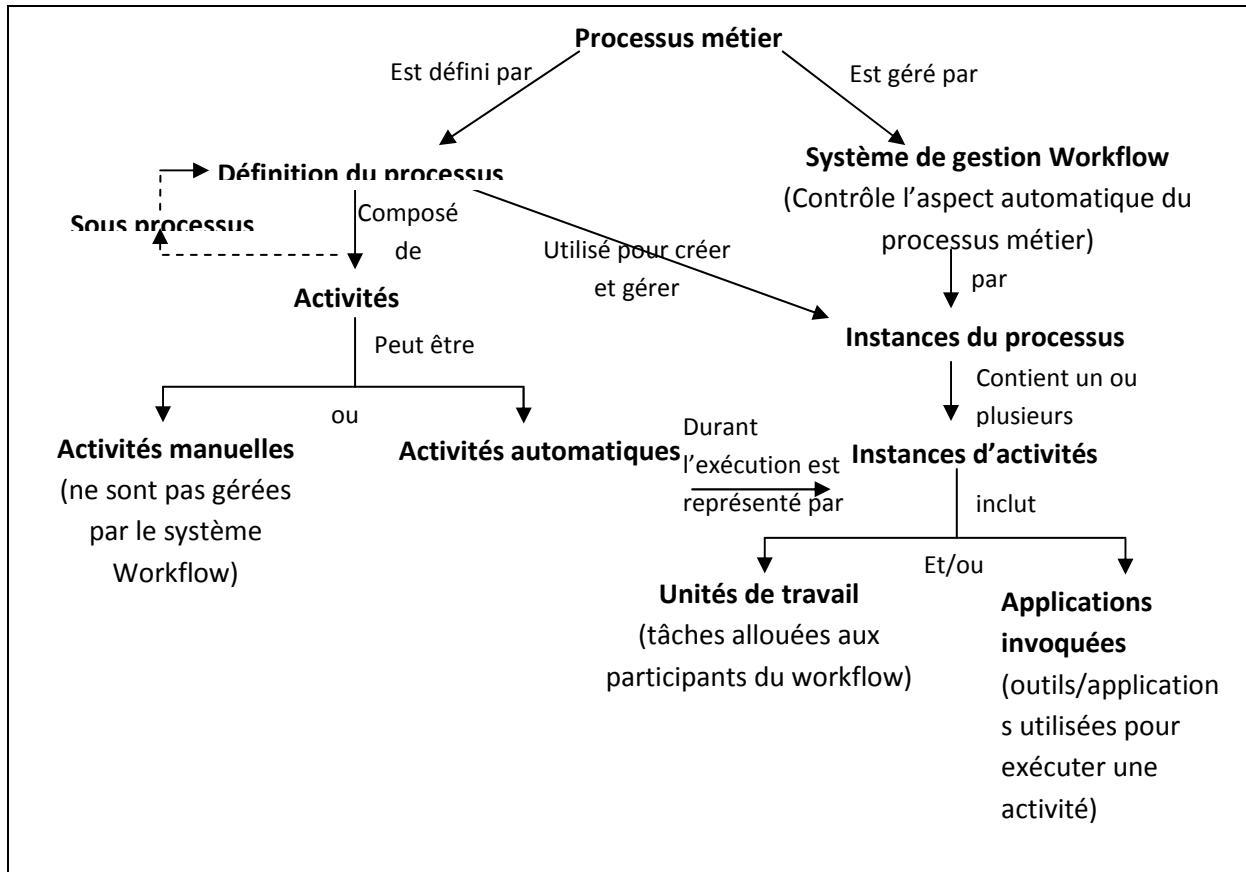 Processus métier
Est défini par
Est géré par
Définition du processus
Système de gestion Workflow
(Contrôle l’aspect automatique du
processus métier)
Sous processus
Composé
de
Utilisé pour créer
et gérer
par
Activités
Instances du processus
Peut être
Contient un ou
plusieurs
ou
Activités manuelles
(ne sont pas gérées
par le système
Workflow)
Activités automatiques
Durant
l’exécution est
représenté par
Instances d’activités
inclut
Et/ou
Unités de travail
(tâches allouées aux
participants du workflow)
Applications
invoquées
(outils/application
s utilisées pour
exécuter une
activité)